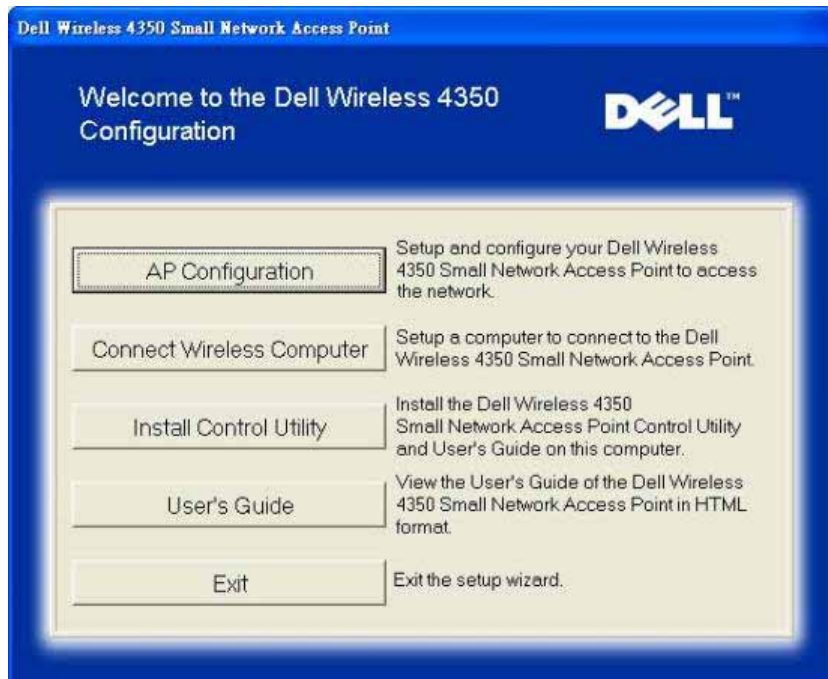 Dell Wireless 4350 Small Network Access Point
Welcome to the Dell Wireless 4350
Configuration
DELL™
AP Configuration
Setup and configure your Dell Wireless
4350 Small Network Access Point to access
the network.
Connect Wireless Computer
Setup a computer to connect to the Dell
Wireless 4350 Small Network Access Point.
Install Control Utility
Install the Dell Wireless 4350
Small Network Access Point Control Utility
and User's Guide on this computer.
User's Guide
View the User's Guide of the Dell Wireless
4350 Small Network Access Point in HTML
format.
Exit
Exit the setup wizard.